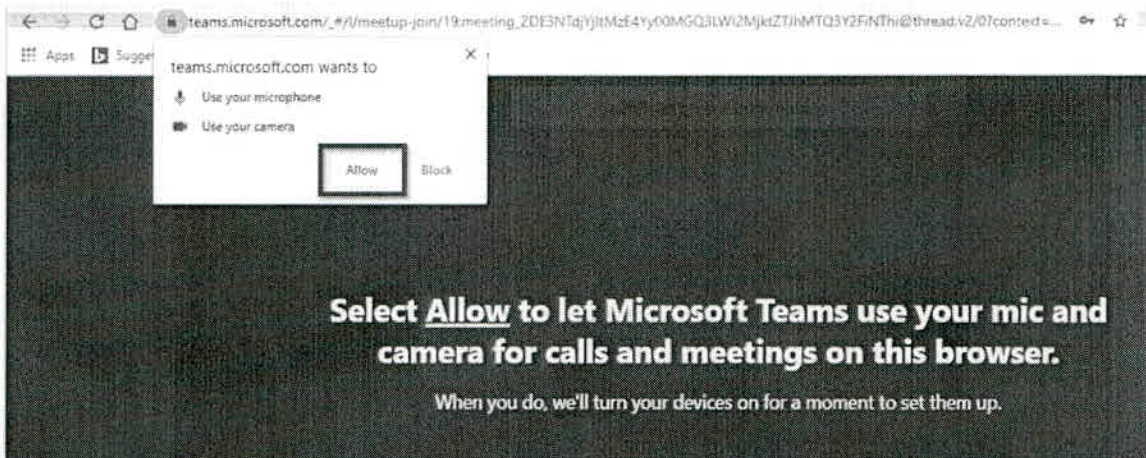 teams.microsoft.com/_#/l/meetup-join/
Apps
teams.microsoft.com wants to
Use your microphone
Use your camera
Allow Block
Select Allow to let Microsoft Teams use your mic and
camera for calls and meetings on this browser.
When you do, we'll turn your devices on for a moment to set them up.